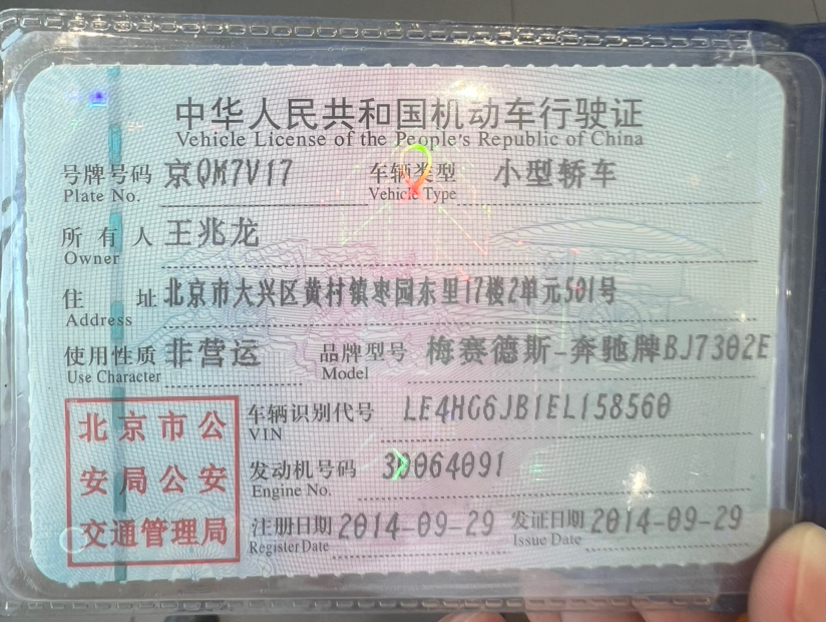 中华人民共和国机动车行驶证
Vehicle License of the People's Republic of China
号牌号码 京QM7V17 车辆类型 小型轿车
Plate No. Vehicle Type
所有人 王兆龙
Owner
住址 北京市大兴区黄村镇枣园东里17楼2单元501号
Address
使用性质 非营运 品牌型号 梅赛德斯-奔驰牌BJ7302E
Use Character Model
北京市公安局公安交通管理局
车辆识别代号 LE4HG6JB1EL158560
VIN
发动机号码 30064091
Engine No.
注册日期 2014-09-29 发证日期 2014-09-29
Register Date Issue Date